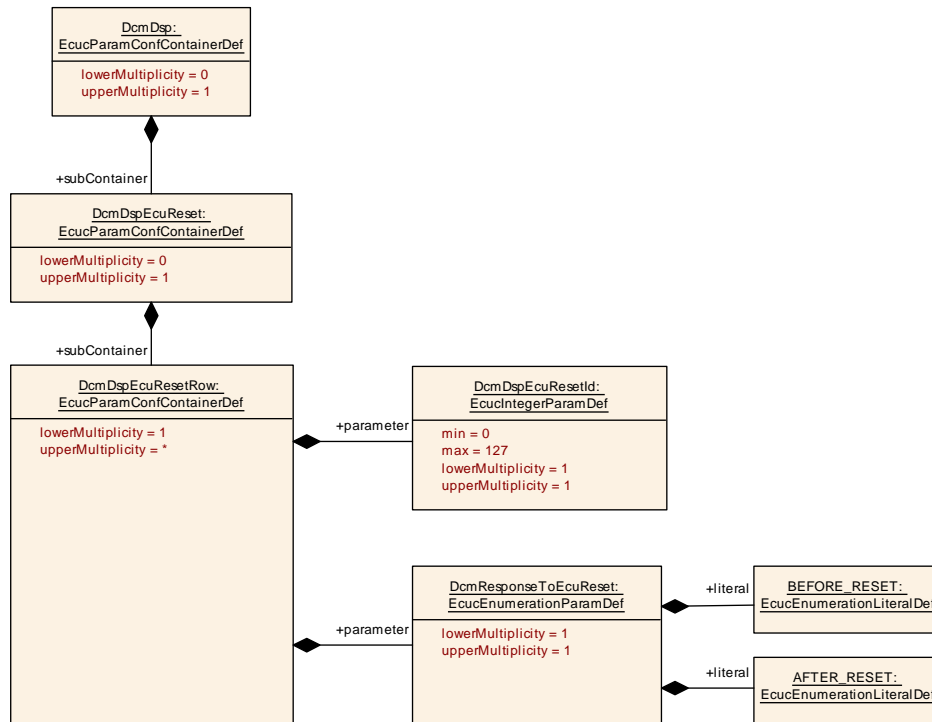 DcmDsp:
EcucParamConfContainerDef
lowerMultiplicity = 0
upperMultiplicity = 1
+subContainer
DcmDspEcuReset:
EcucParamConfContainerDef
lowerMultiplicity = 0
upperMultiplicity = 1
+subContainer
DcmDspEcuResetRow:
EcucParamConfContainerDef
lowerMultiplicity = 1
upperMultiplicity = *
+parameter
DcmDspEcuResetId:
EcucIntegerParamDef
min = 0
max = 127
lowerMultiplicity = 1
upperMultiplicity = 1
+parameter
DcmResponseToEcuReset:
EcucEnumerationParamDef
lowerMultiplicity = 1
upperMultiplicity = 1
+literal
BEFORE_RESET:
EcucEnumerationLiteralDef
+literal
AFTER_RESET:
EcucEnumerationLiteralDef